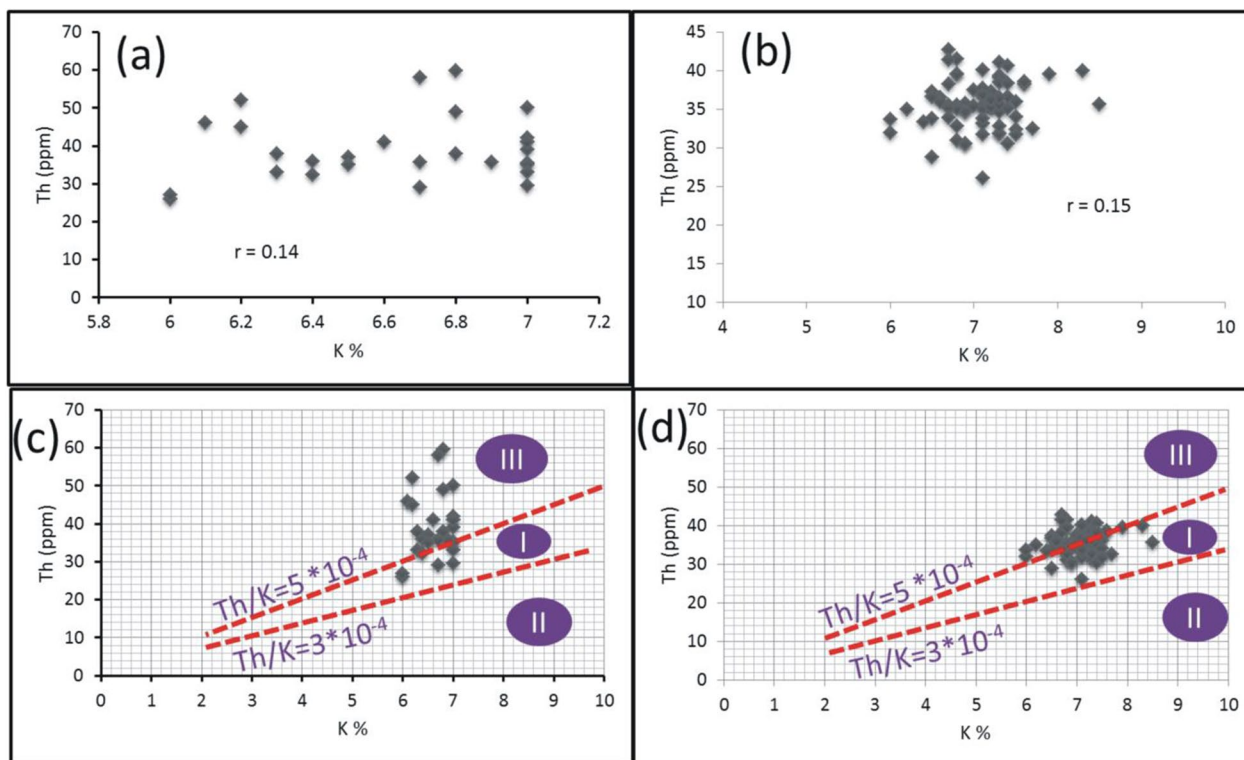 (a)
Th (ppm)
70
60
50
40
30
20
10
0
r = 0.14
5.8 6 6.2 6.4 6.6 6.8 7 7.2
K %
(b)
Th (ppm)
45
40
35
30
25
20
15
10
r = 0.15
4 5 6 7 8 9 10
K %
(c)
Th (ppm)
70
60
50
40
30
20
10
0
III
I
II
Th/K=5*10-4
Th/K=3*10-4
0 1 2 3 4 5 6 7 8 9 10
K %
(d)
Th (ppm)
70
60
50
40
30
20
10
0
III
I
II
Th/K=5*10-4
Th/K=3*10-4
0 1 2 3 4 5 6 7 8 9 10
K %